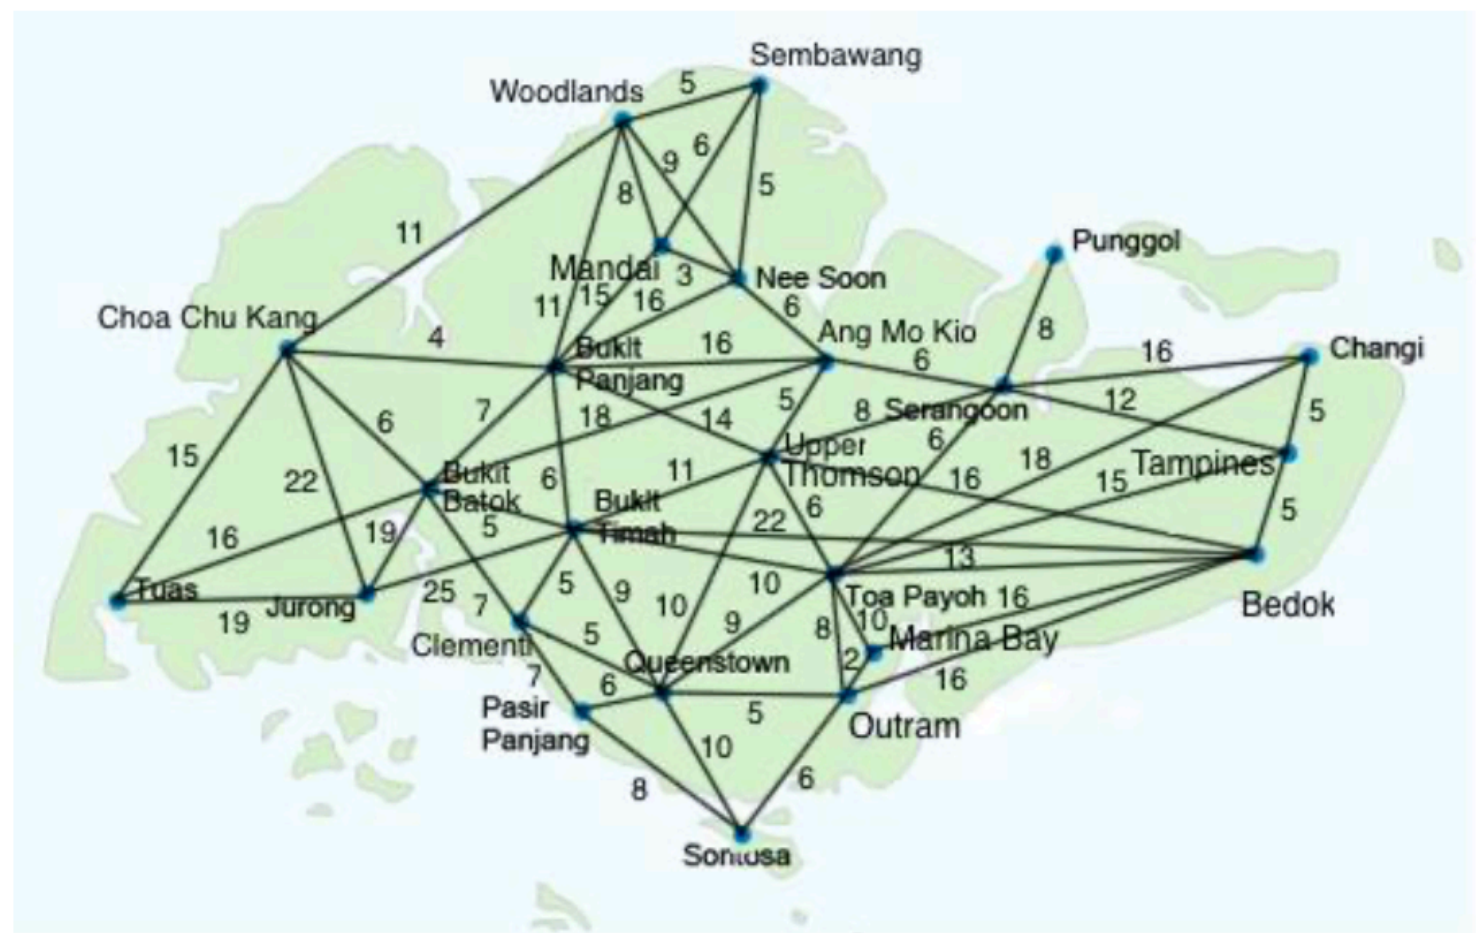 Sembawang
5
Woodlands
6
9
5
8
11
Punggol
Mandai
3
Nee Soon
15
16
11
6
Choa Chu Kang
8
4
Ang Mo Kio
Bukit
16
6
16
Changi
Panjang
7
18
14
5
8
Serangoon
12
5
6
6
15
Upper
Thomson
18
Tampines
11
16
15
22
Bukit
Batok
6
Bukit
Timah
22
6
5
16
19
5
13
Tuas
Jurong
25
7
5
9
10
10
Toa Payoh
16
Bedok
19
9
8
10
Marina Bay
Clementi
5
Queenstown
2
7
6
16
Pasir
Panjang
5
Outram
10
8
6